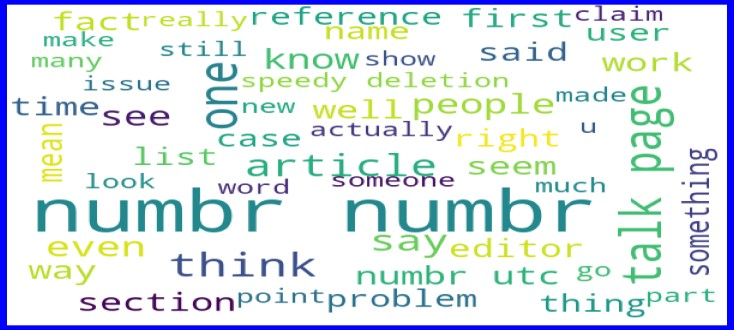 fact really reference first claim
make name user
many still know show said work
issue one speedy deletion
time see new well people made
mean case actually right u talk page
list article seem something
look word someone much
numbr numbr
even say editor
way think numbr utc go
section point problem thing part